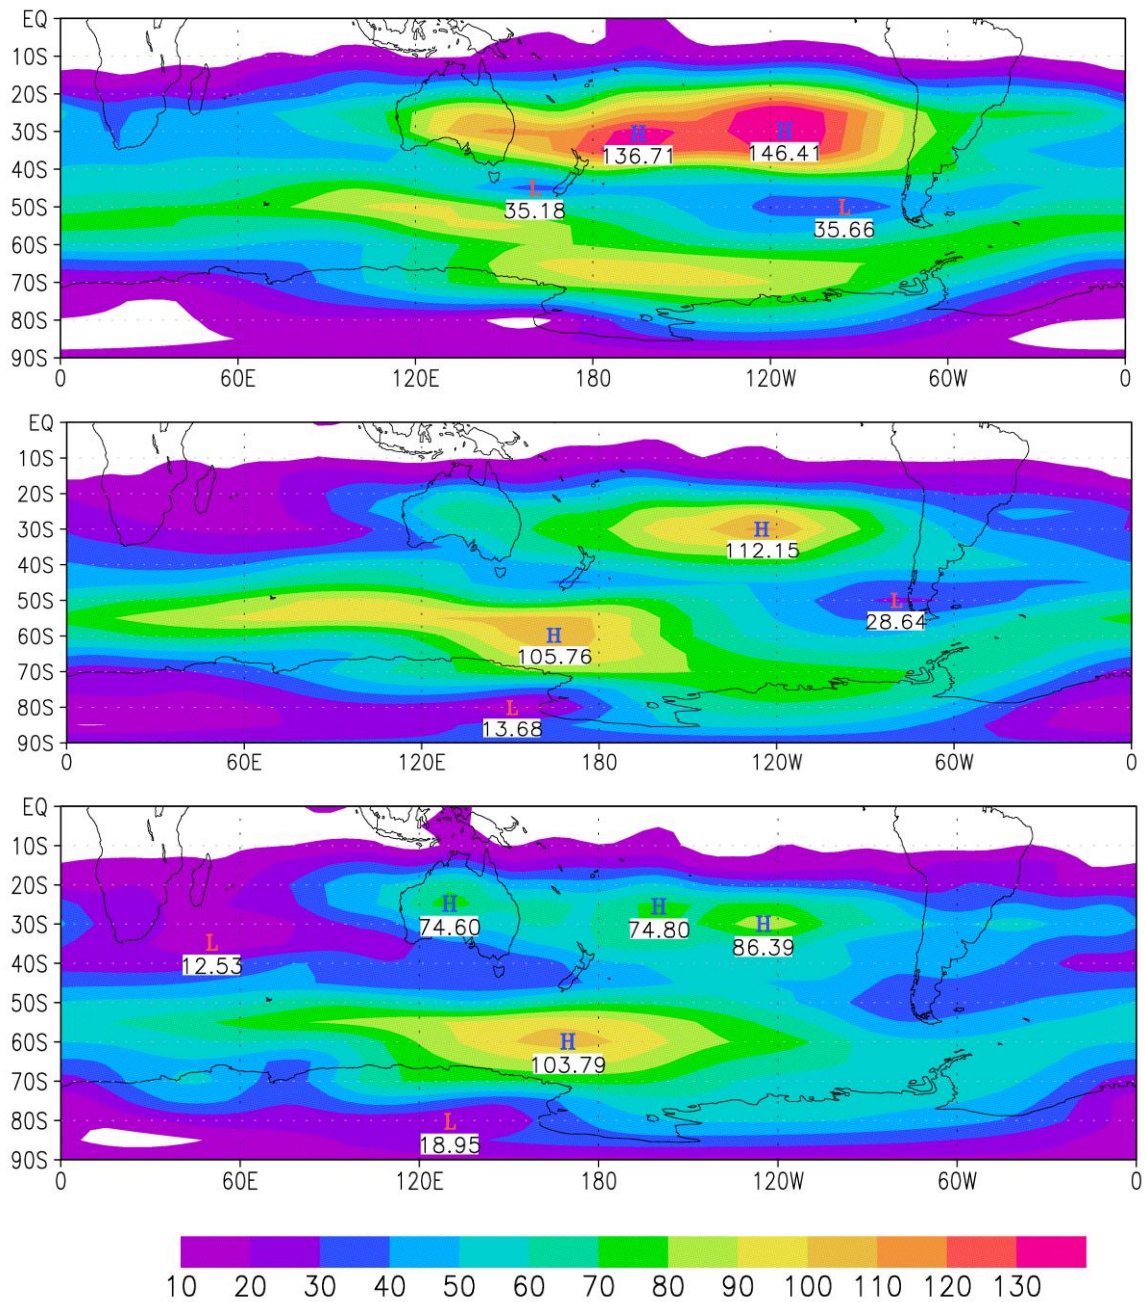 EQ
10S
20S
30S
40S
50S
60S
70S
80S
90S
H
136.71
H
146.41
L
35.18
L
35.66
0 60E 120E 180 120W 60W 0
EQ
10S
20S
30S
40S
50S
60S
70S
80S
90S
H
112.15
L
28.64
H
105.76
L
13.68
0 60E 120E 180 120W 60W 0
EQ
10S
20S
30S
40S
50S
60S
70S
80S
90S
H
74.60
H
74.80
H
86.39
L
12.53
H
103.79
L
18.95
0 60E 120E 180 120W 60W 0
10 20 30 40 50 60 70 80 90 100 110 120 130